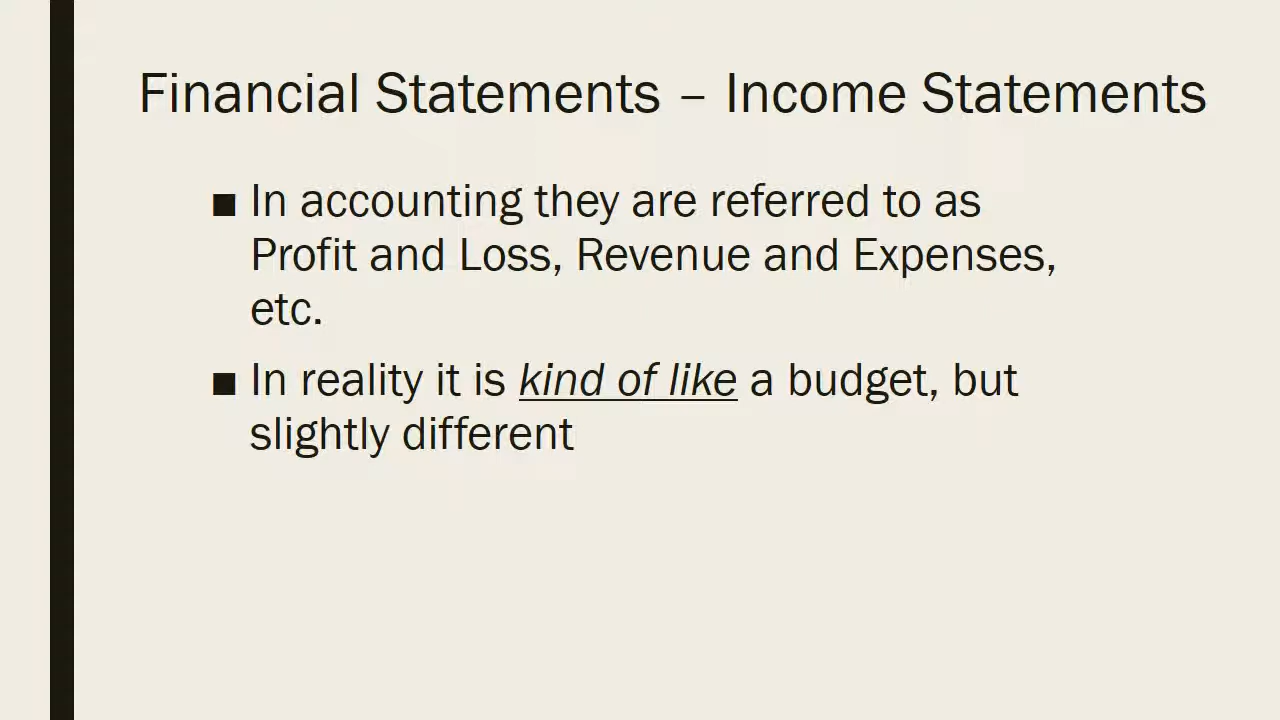 Financial Statements – Income Statements
■ In accounting they are referred to as
Profit and Loss, Revenue and Expenses,
etc.
■ In reality it is kind of like a budget, but
slightly different